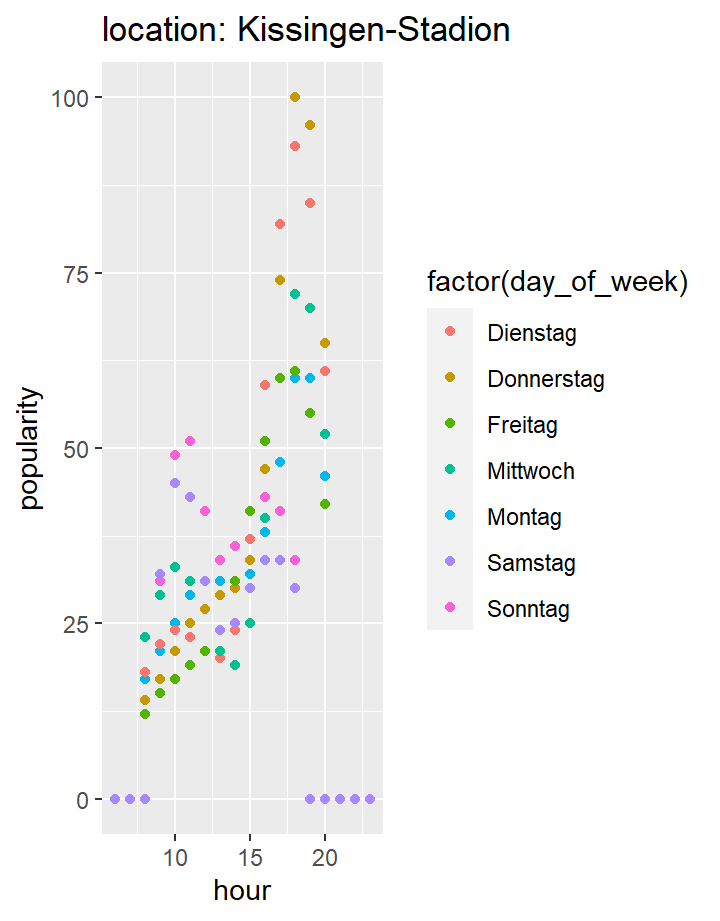 location: Kissingen-Stadion
100
75
50
25
0
popularity
10 15 20
hour
factor(day_of_week)
Dienstag
Donnerstag
Freitag
Mittwoch
Montag
Samstag
Sonntag